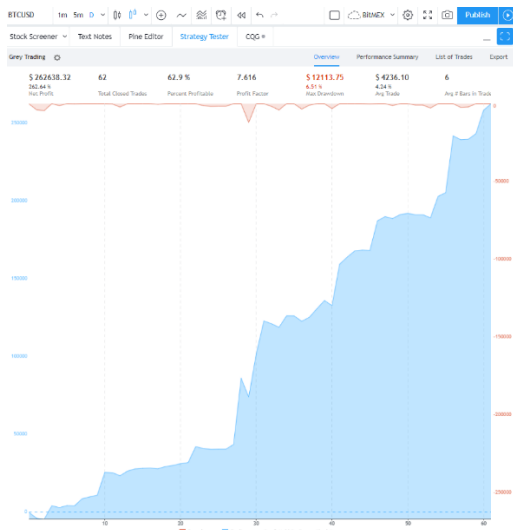 BTCUSD 1m 5m D BitMEX Publish
Stock Screener Text Notes Pine Editor Strategy Tester CQG
Grey Trading Overview Performance Summary List of Trades Export
$ 262638.32 62 62.9 % 7.616 $ 12113.75 $ 4236.10 6
262.64 % 6.51 % 4.24 %
Net Profit Total Closed Trades Percent Profitable Profit Factor Max Drawdown Avg Trade Avg # Bars in Trade
0
250000
-50000
200000
-100000
150000
-150000
100000
-200000
50000
-250000
0
10 20 30 40 50 60